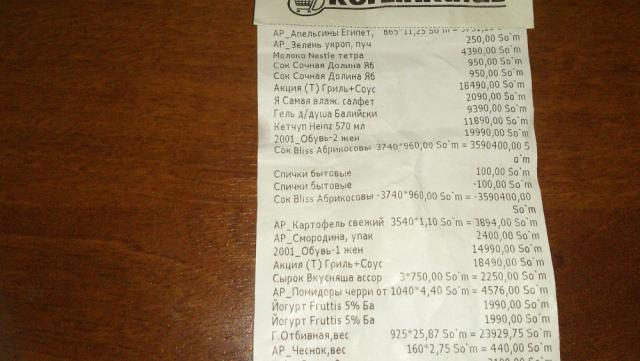 АР_Апельсины Египет, 865*11,25 So`m =
АР_Зелень укроп, пуч 250,00 So`m
Молоко Nestle тетра 4390,00 So`m
Сок Сочная Долина Яб 950,00 So`m
Сок Сочная Долина Яб 950,00 So`m
Акция (Т) Гриль+Соус 18490,00 So`m
Я Самая влаж. салфет 2090,00 So`m
Гель д/душа Балийски 9390,00 So`m
Кетчуп Heinz 570 мл 11890,00 So`m
2001_Обувь-2 жен 19990,00 So`m
Сок Bliss Абрикосовы 3740*960,00 So`m = 3590400,00 S
o`m
Спички бытовые 100,00 So`m
Спички бытовые -100,00 So`m
Сок Bliss Абрикосовы -3740*960,00 So`m = -3590400,00
So`m
АР_Картофель свежий 3540*1,10 So`m = 3894,00 So`m
АР_Смородина, упак 2400,00 So`m
2001_Обувь-1 жен 14990,00 So`m
Акция (Т) Гриль+Соус 18490,00 So`m
Сырок Вкусняша ассор 3*750,00 So`m = 2250,00 So`m
АР_Помидоры черри от 1040*4,40 So`m = 4576,00 So`m
Йогурт Fruttis 5% Ба 1990,00 So`m
Йогурт Fruttis 5% Ба 1990,00 So`m
Г.Отбивная,вес 925*25,87 So`m = 23929,75 So`m
АР_Чеснок,вес 160*2,75 So`m = 440,00 So`m